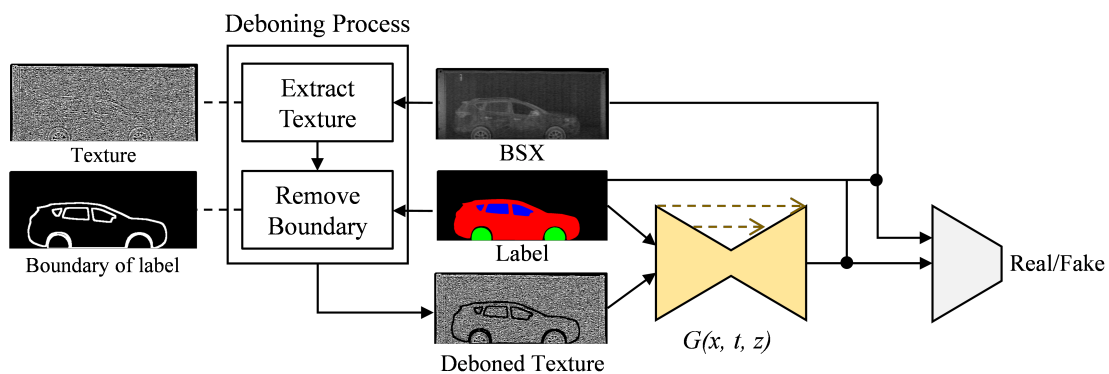 Deboning Process
Extract
Texture
Texture
BSX
Remove
Boundary
Boundary of label
Label
Real/Fake
G(x, t, z)
Deboned Texture